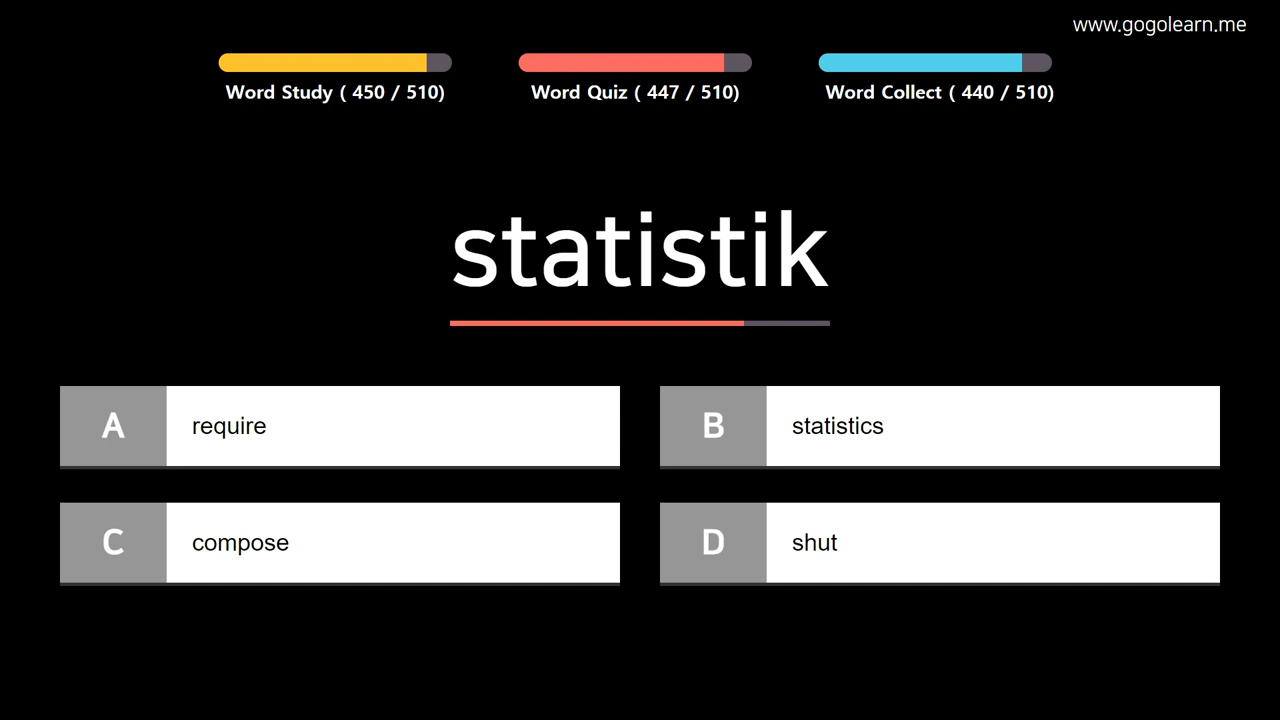 www.gogolearn.me
Word Study ( 450 / 510)
Word Quiz ( 447 / 510)
Word Collect ( 440 / 510)
statistik
A require
B statistics
C compose
D shut